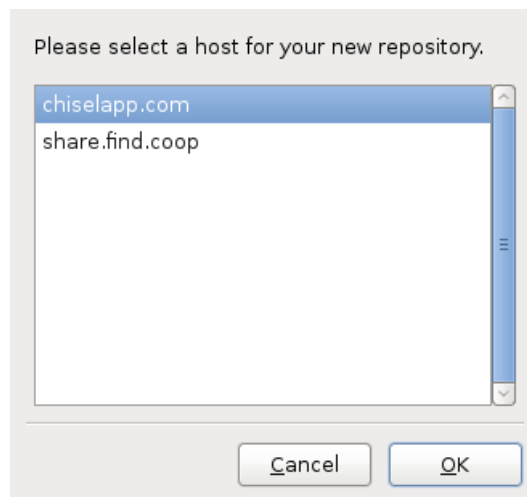 Please select a host for your new repository.
chiselapp.com
share.find.coop
Cancel
OK